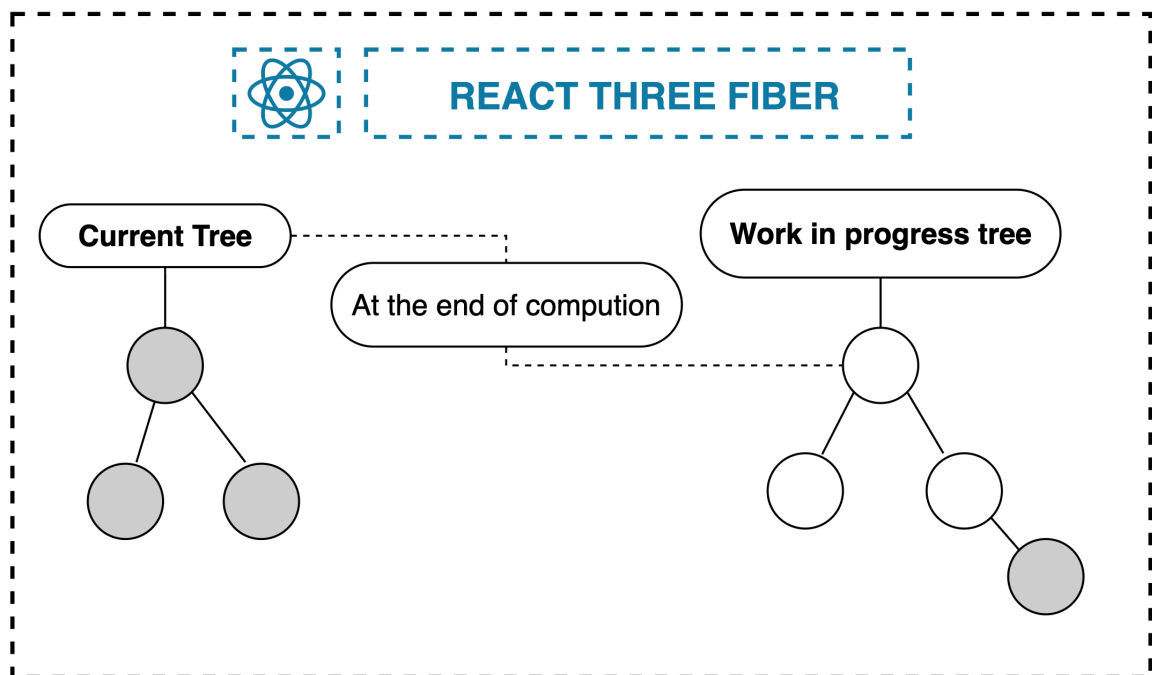 REACT THREE FIBER
Current Tree
Work in progress tree
At the end of compution